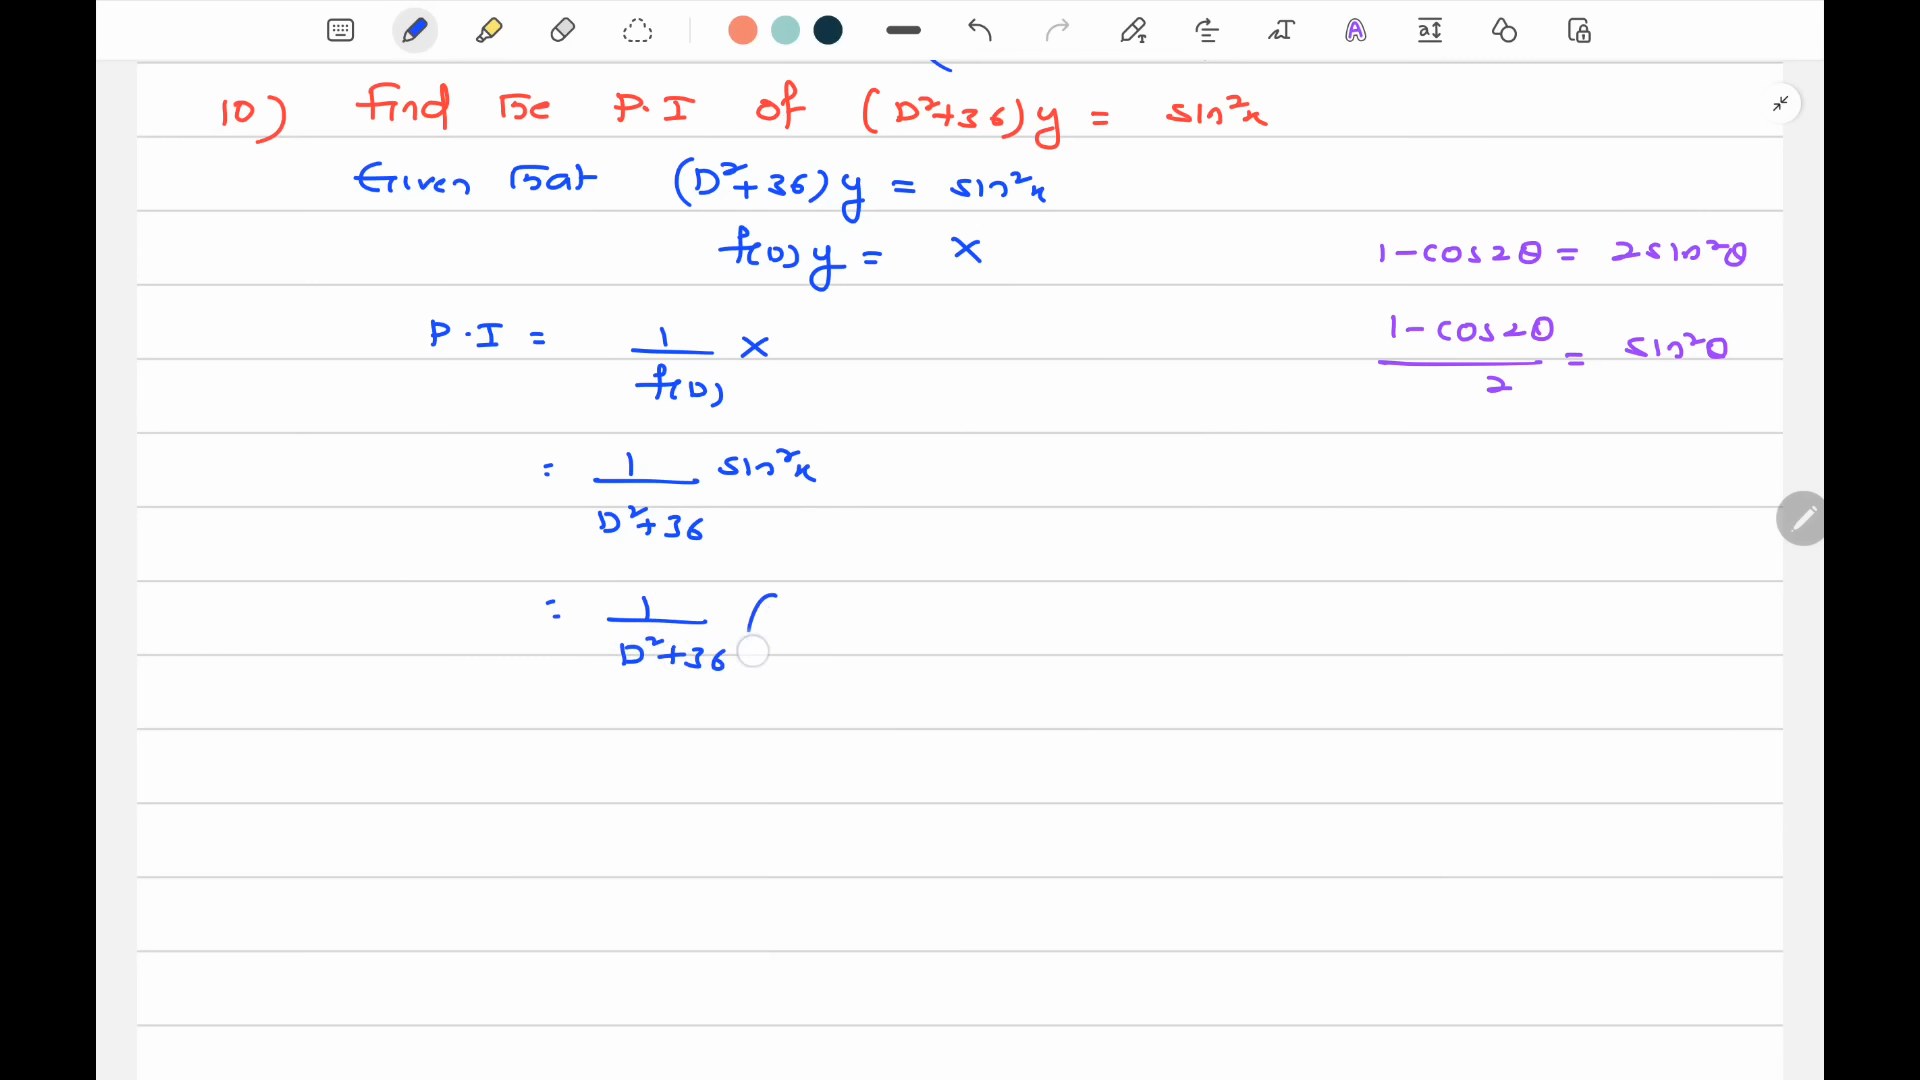 10) Find the P.I of (D²+36)y = sin²x
Given that (D²+36)y = sin²x
f(D)y = X
1-cos2θ = 2sin²θ
P.I = 1/f(D) X
(1-cos2θ)/2 = sin²θ
= 1/(D²+36) sin²x
= 1/(D²+36) (